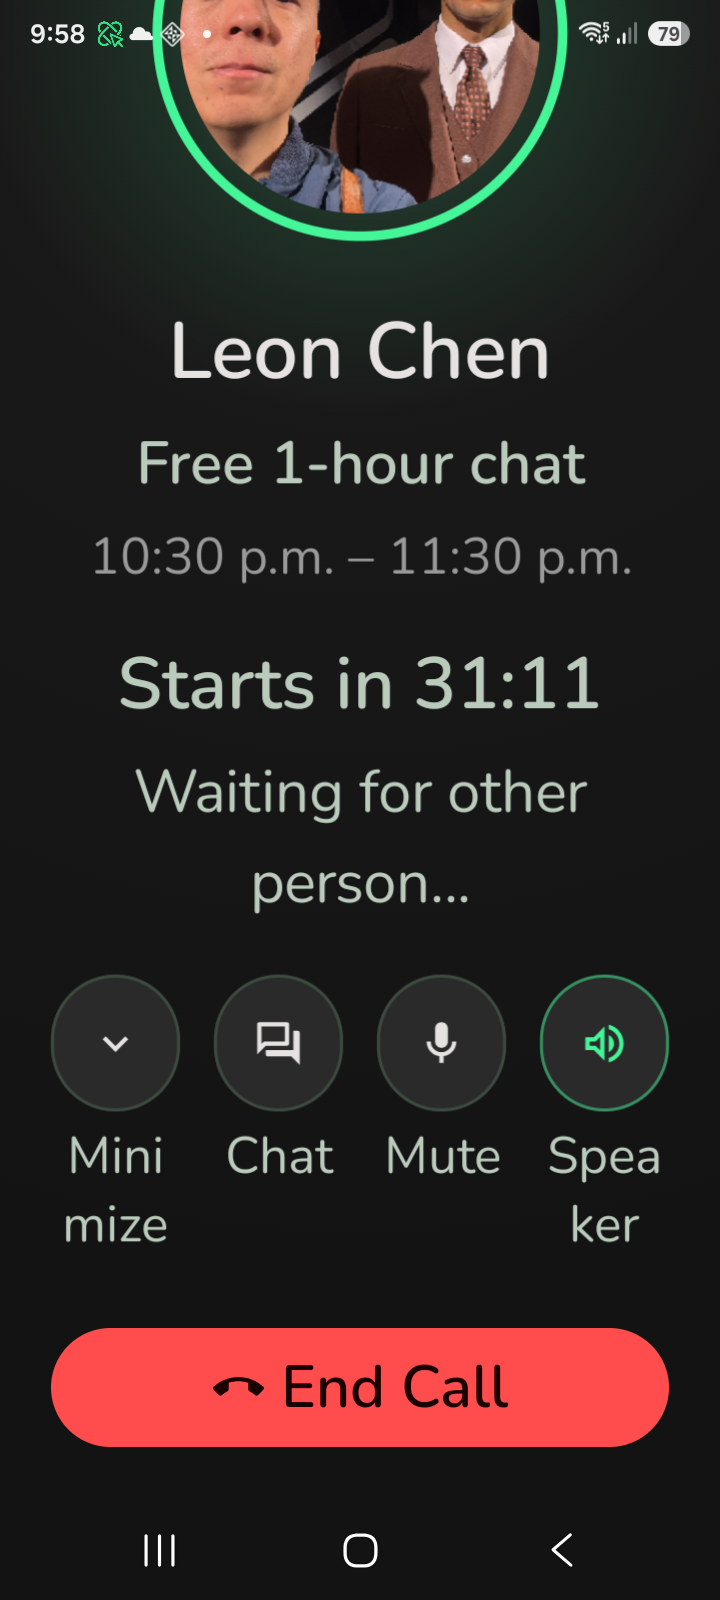 9:58
5
79
Leon Chen
Free 1-hour chat
10:30 p.m. – 11:30 p.m.
Starts in 31:11
Waiting for other
person...
Mini
mize
Chat
Mute
Spea
ker
End Call